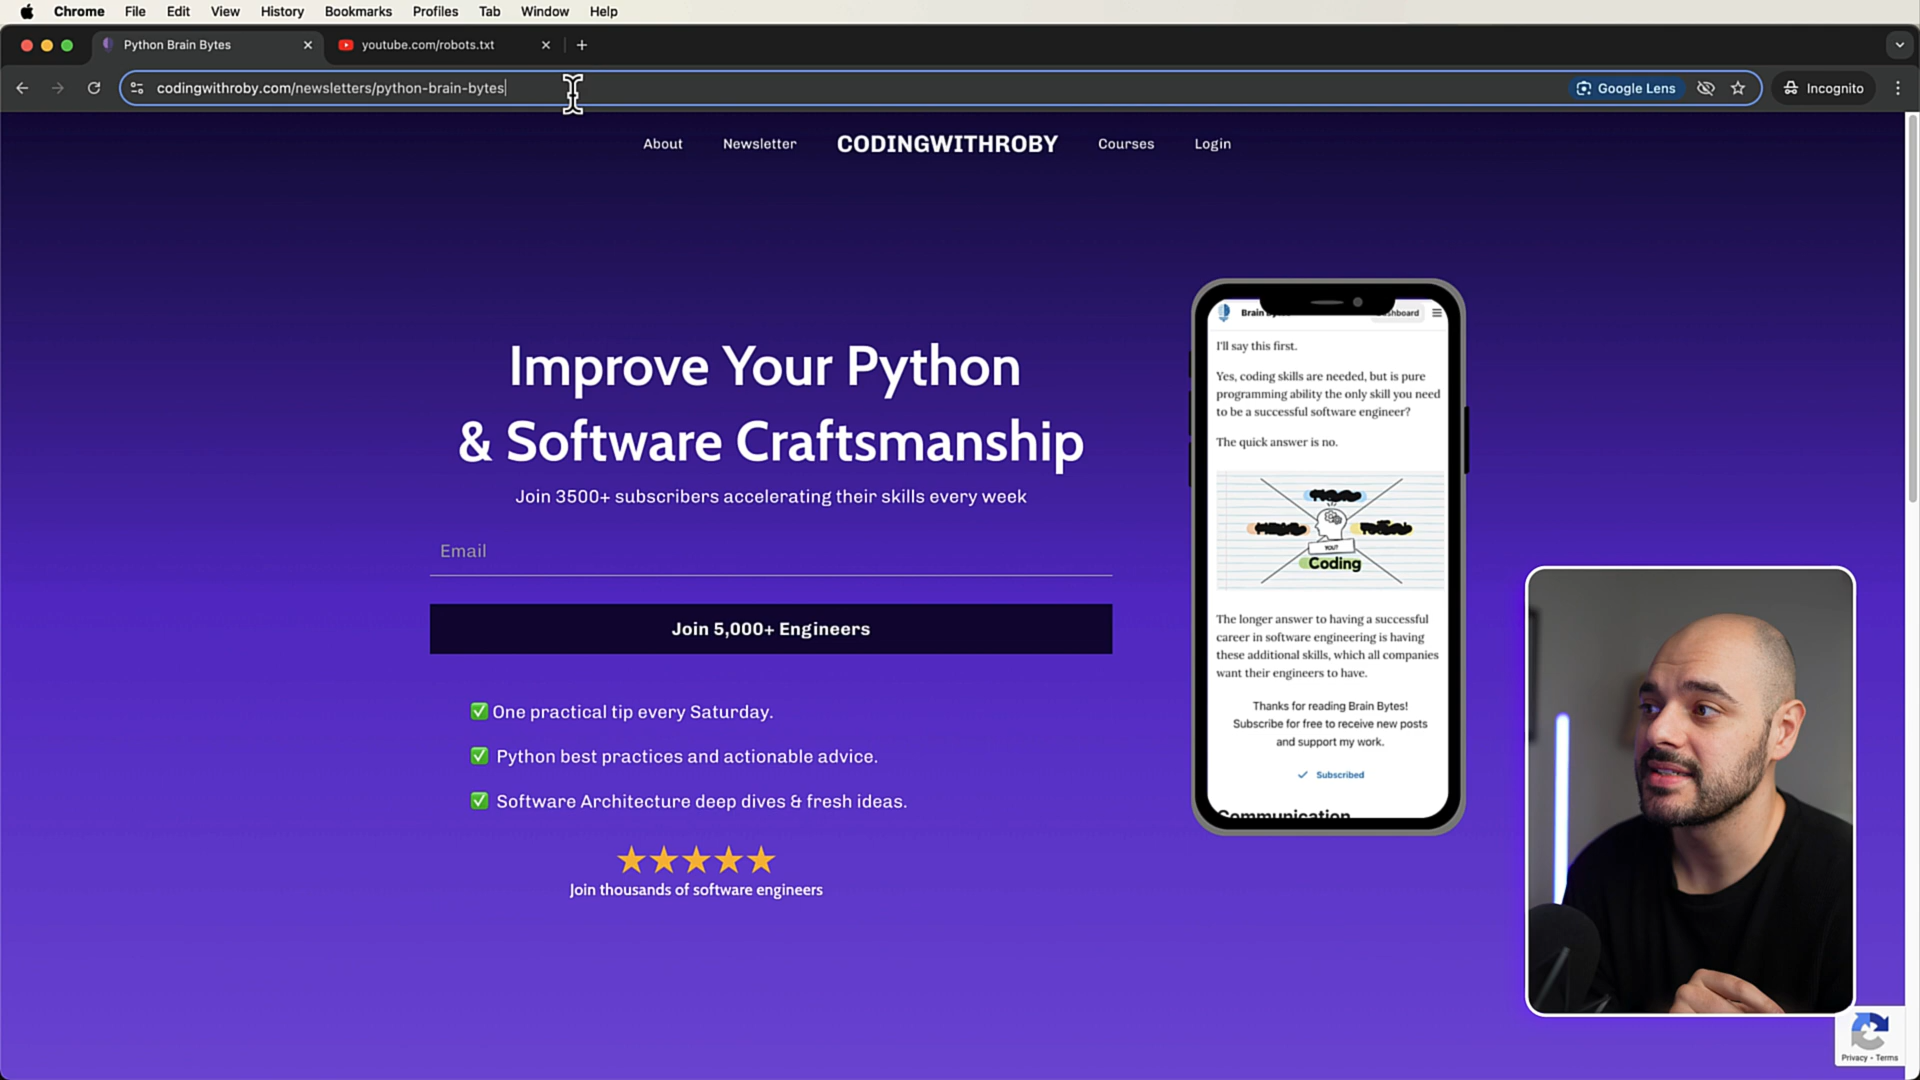 Chrome File Edit View History Bookmarks Profiles Tab Window Help
Python Brain Bytes
youtube.com/robots.txt
codingwithroby.com/newsletters/python-brain-bytes
Google Lens
Incognito
About Newsletter CODINGWITHROBY Courses Login
Improve Your Python
& Software Craftsmanship
Join 3500+ subscribers accelerating their skills every week
Email
Join 5,000+ Engineers
✅ One practical tip every Saturday.
✅ Python best practices and actionable advice.
✅ Software Architecture deep dives & fresh ideas.
★★★★★
Join thousands of software engineers
Brain
I'll say this first.
Yes, coding skills are needed, but is pure
programming ability the only skill you need
to be a successful software engineer?
The quick answer is no.
Coding
The longer answer to having a successful
career in software engineering is having
these additional skills, which all companies
want their engineers to have.
Thanks for reading Brain Bytes!
Subscribe for free to receive new posts
and support my work.
Subscribed
Communication
Privacy - Terms